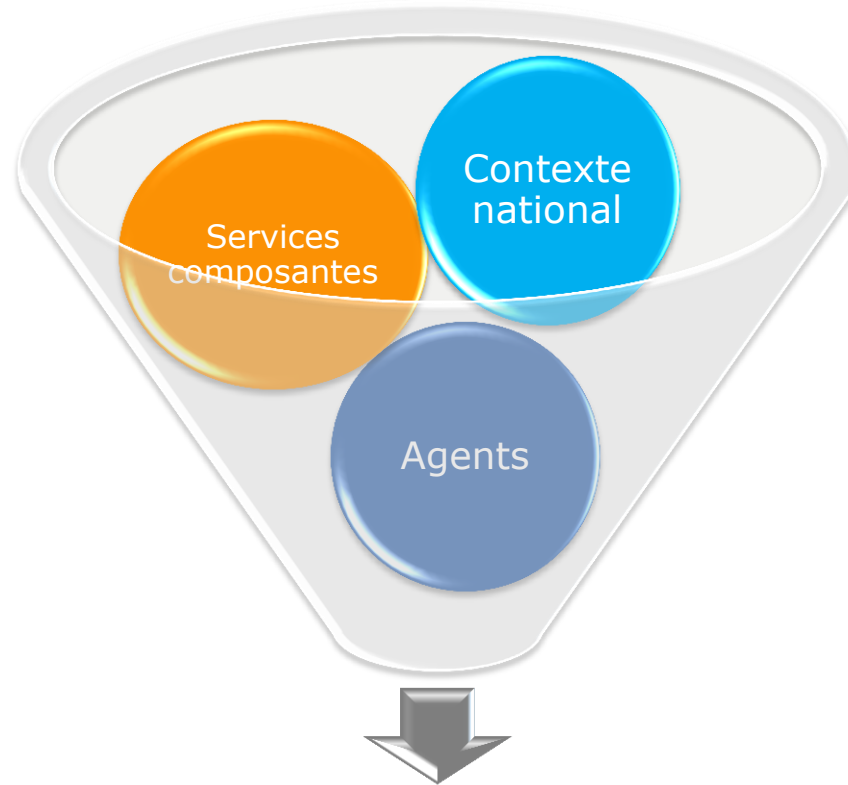 Contexte
national
Services
composantes
Agents